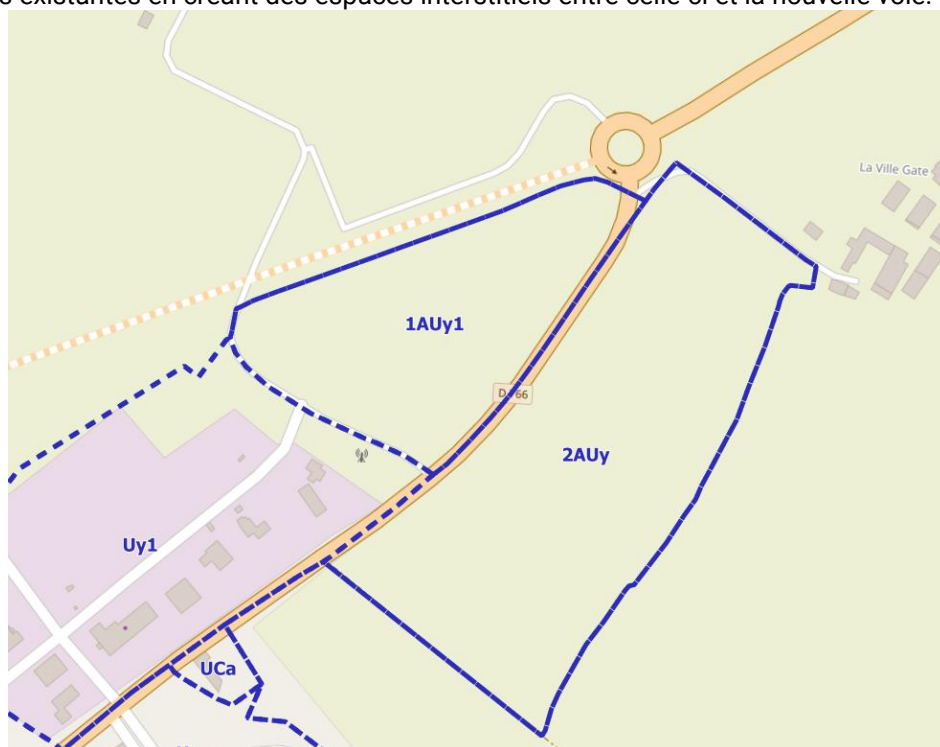 existantes en créant des espaces interstitiels entre celle-ci et la nouvelle voie.
La Ville Gate
1AUy1
D 766
2AUy
Uy1
UCa